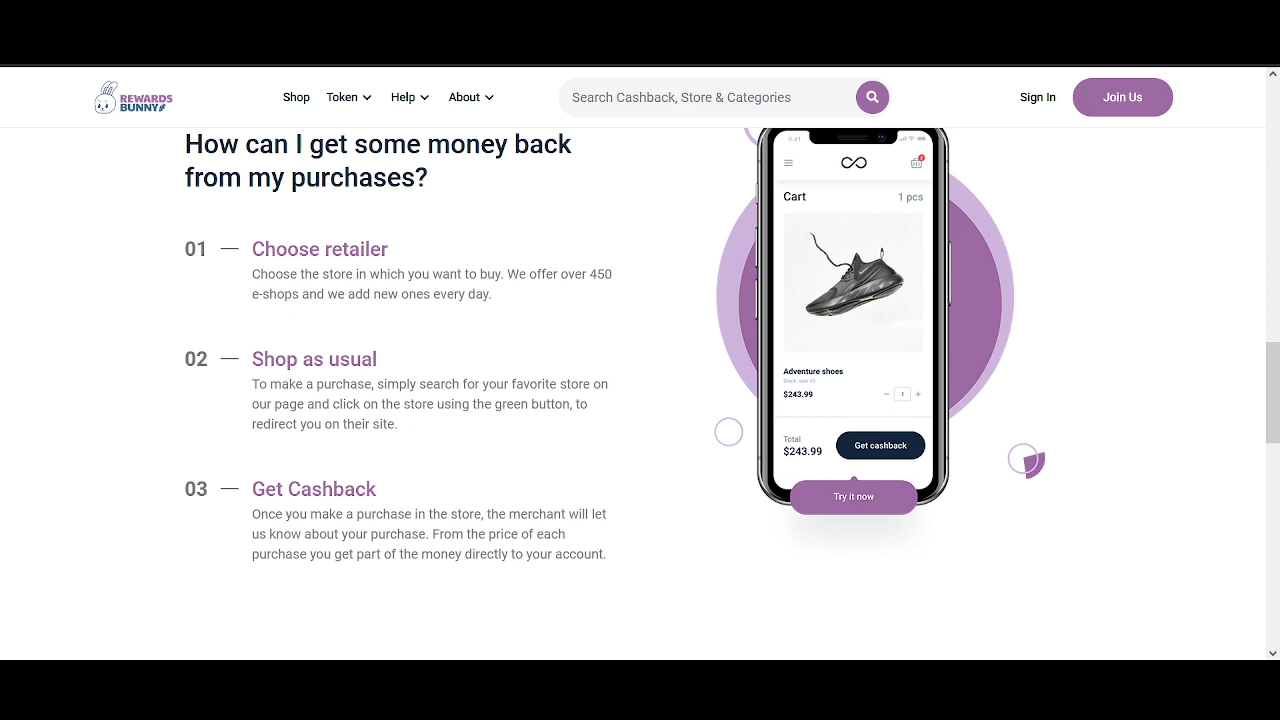 REWARDS
BUNNY
Shop
Token
Help
About
Search Cashback, Store & Categories
Sign In
Join Us
How can I get some money back
from my purchases?
01 — Choose retailer
Choose the store in which you want to buy. We offer over 450
e-shops and we add new ones every day.
02 — Shop as usual
To make a purchase, simply search for your favorite store on
our page and click on the store using the green button, to
redirect you on their site.
03 — Get Cashback
Once you make a purchase in the store, the merchant will let
us know about your purchase. From the price of each
purchase you get part of the money directly to your account.
9:41
Cart
1 pcs
Adventure shoes
Black, size 43
$243.99
− 1 +
Total
$243.99
Get cashback
Try it now